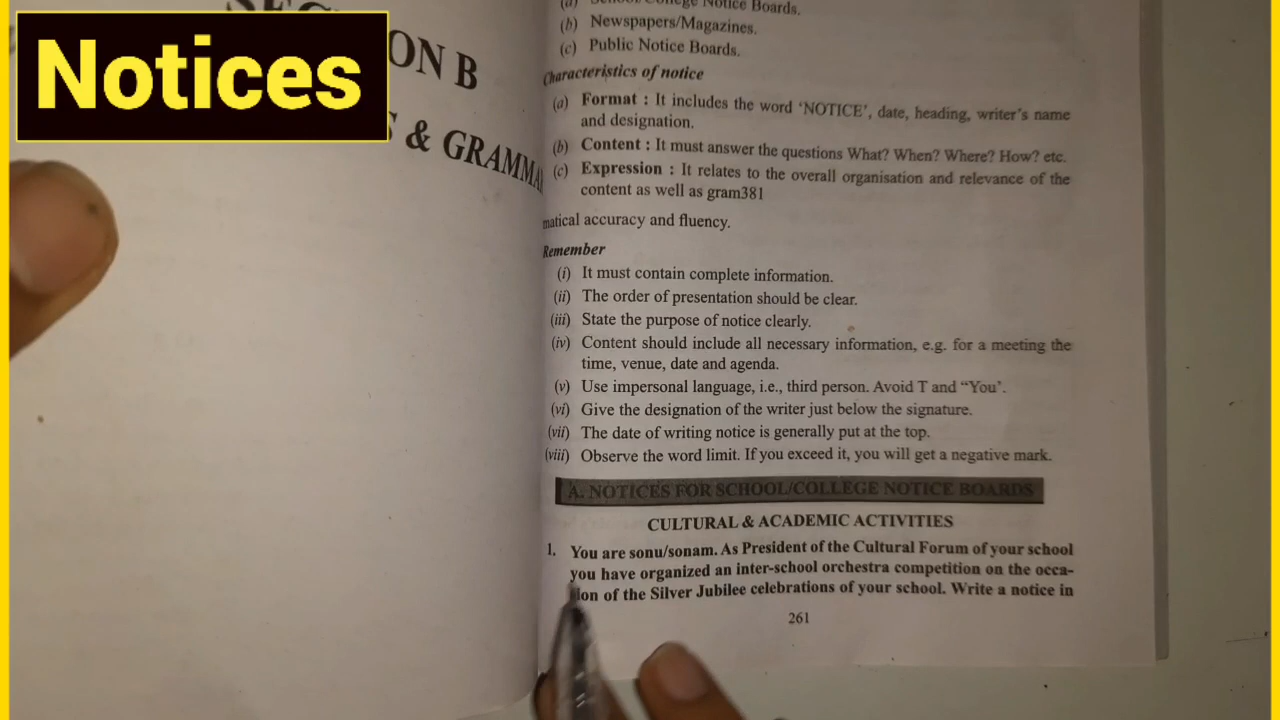 Notices
ON B
& GRAMMA
(a) School/College Notice Boards.
(b) Newspapers/Magazines.
(c) Public Notice Boards.
Characteristics of notice
(a) Format : It includes the word ‘NOTICE’, date, heading, writer’s name
and designation.
(b) Content : It must answer the questions What? When? Where? How? etc.
(c) Expression : It relates to the overall organisation and relevance of the
content as well as gram381
matical accuracy and fluency.
Remember
(i) It must contain complete information.
(ii) The order of presentation should be clear.
(iii) State the purpose of notice clearly.
(iv) Content should include all necessary information, e.g. for a meeting the
time, venue, date and agenda.
(v) Use impersonal language, i.e., third person. Avoid T and “You’.
(vi) Give the designation of the writer just below the signature.
(vii) The date of writing notice is generally put at the top.
(viii) Observe the word limit. If you exceed it, you will get a negative mark.
A. NOTICES FOR SCHOOL/COLLEGE NOTICE BOARDS
CULTURAL & ACADEMIC ACTIVITIES
1. You are sonu/sonam. As President of the Cultural Forum of your school
you have organized an inter-school orchestra competition on the occa-
ion of the Silver Jubilee celebrations of your school. Write a notice in
261